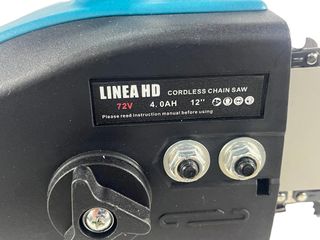 LINEA HD CORDLESS CHAIN SAW
72V 4.0AH 12"
Please read instruction manual before using